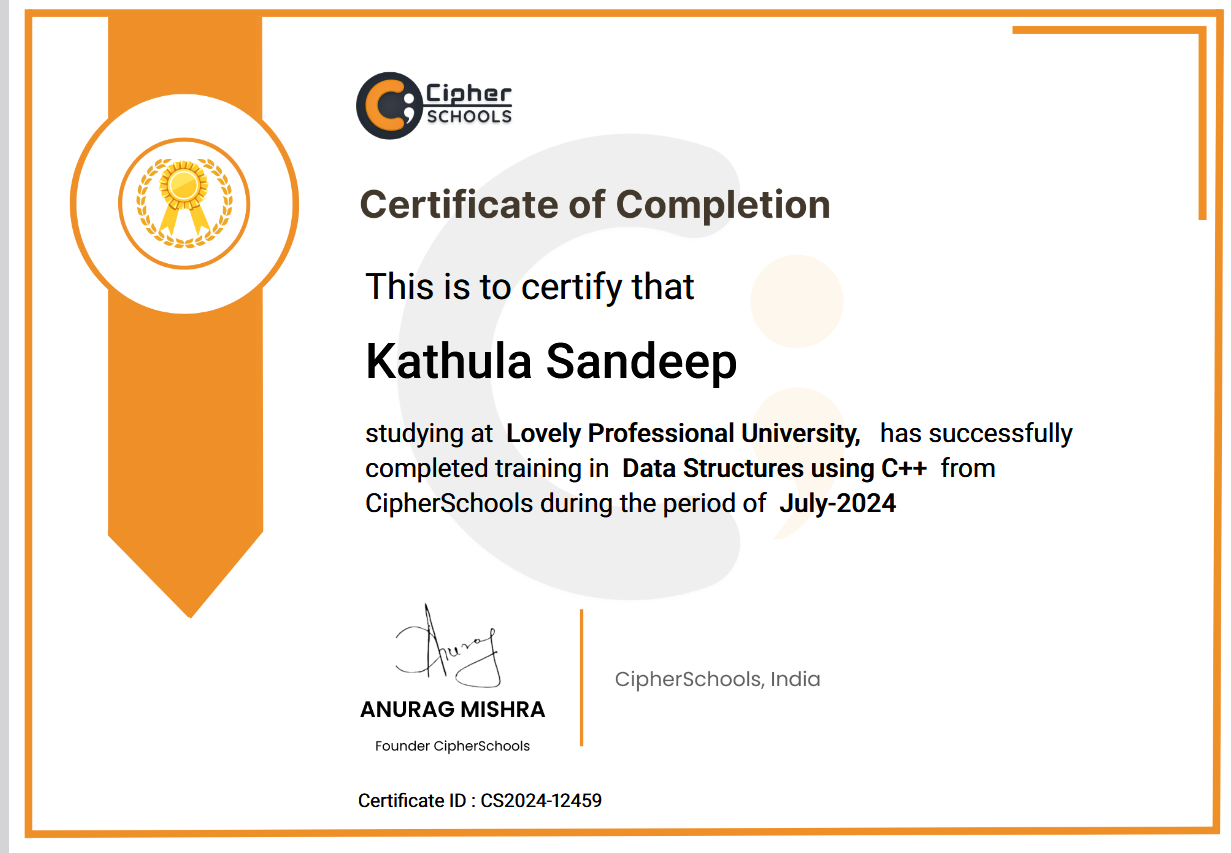 Cipher
SCHOOLS
Certificate of Completion
This is to certify that
Kathula Sandeep
studying at Lovely Professional University, has successfully
completed training in Data Structures using C++ from
CipherSchools during the period of July-2024
Anurag
ANURAG MISHRA
Founder CipherSchools
CipherSchools, India
Certificate ID : CS2024-12459